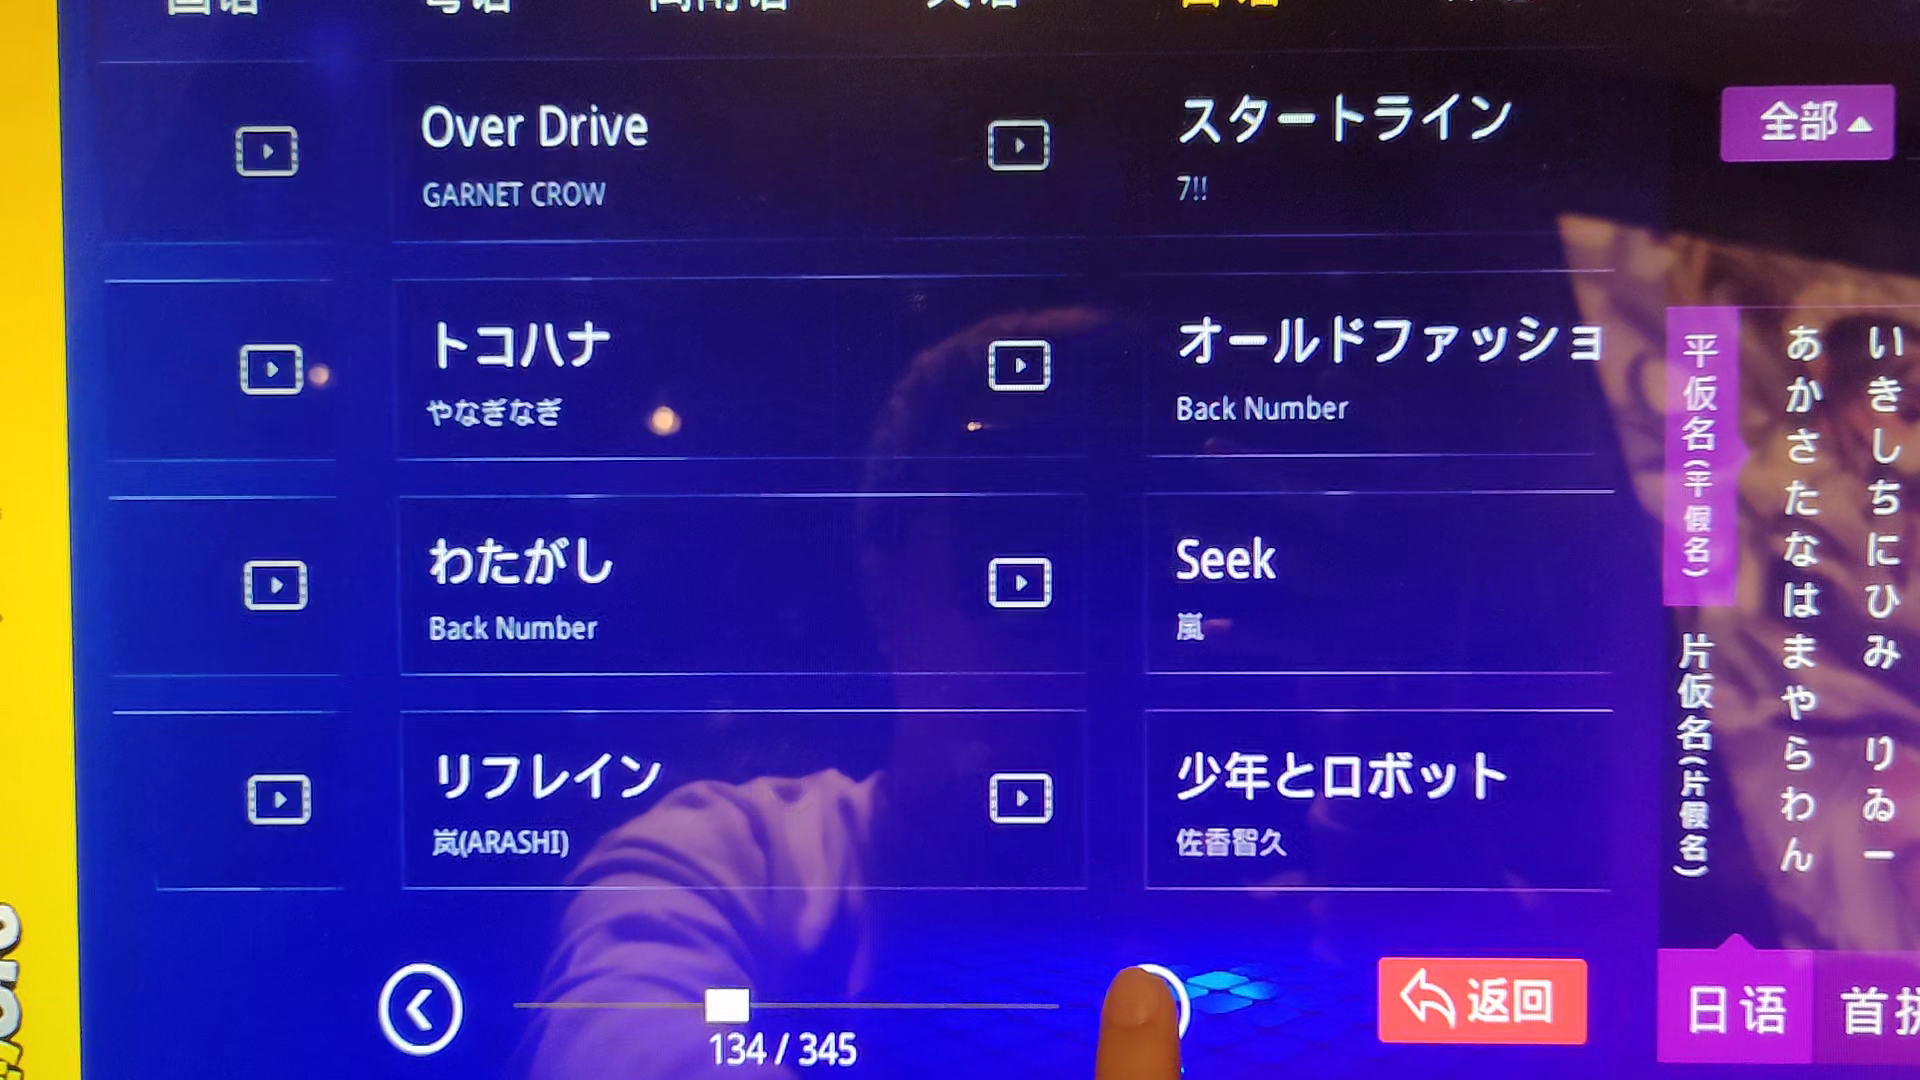 日语
全部
Over Drive
GARNET CROW
スタートライン
7!!
トコハナ
やなぎなぎ
オールドファッショ
Back Number
わたがし
Back Number
Seek
嵐
リフレイン
岚(ARASHI)
少年とロボット
佐香智久
134 / 345
返回
平仮名(平假名)
片仮名(片假名)
あかさたなはまやらわん
いきしちにひみ りゐー
日语
首拼